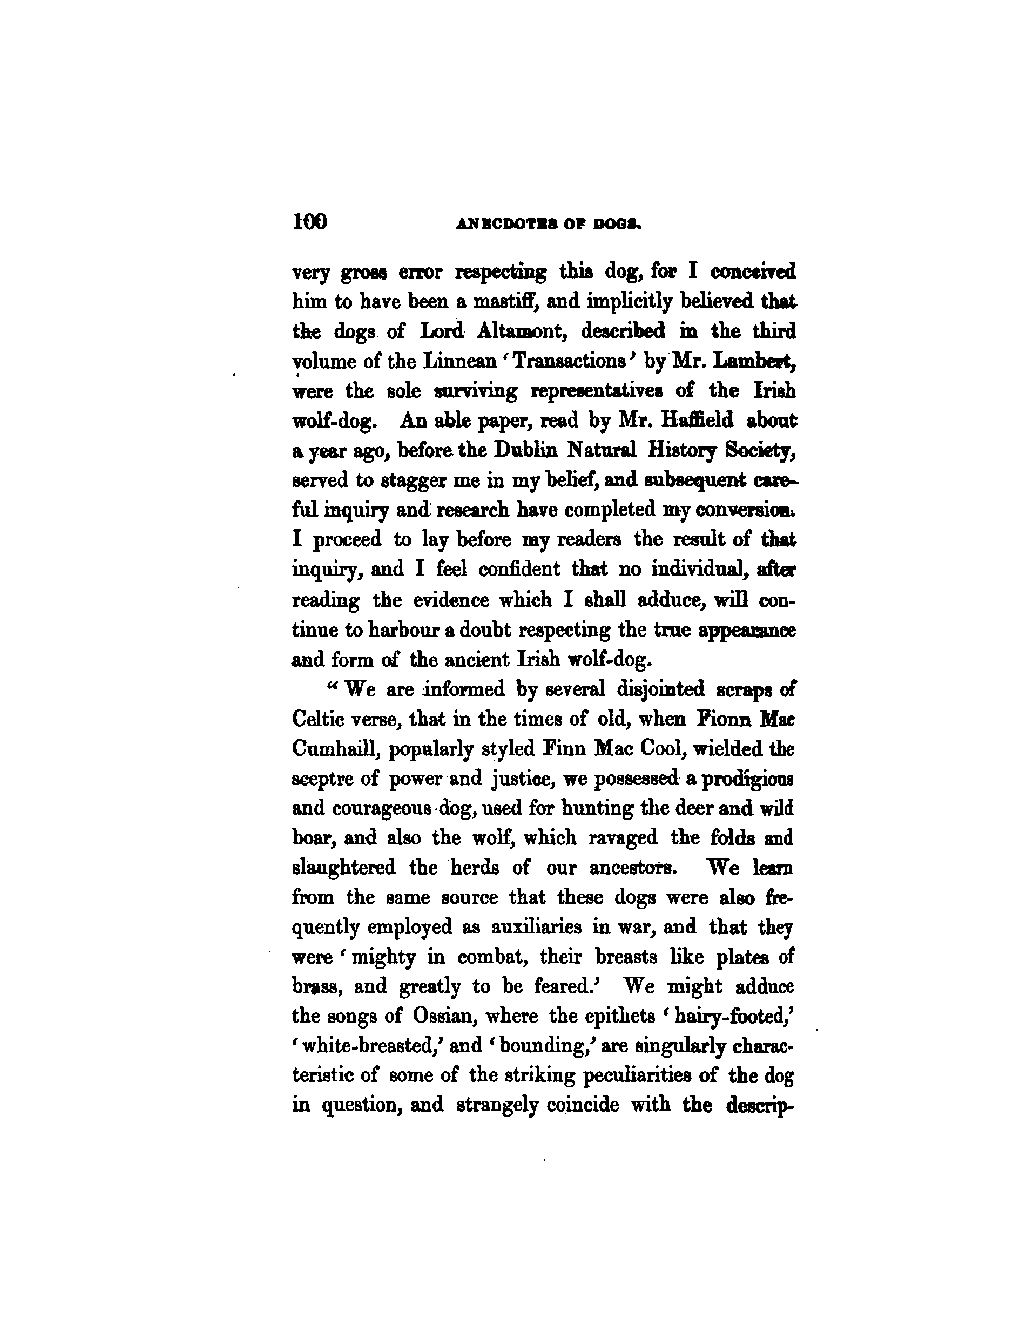 100 ANECDOTES OF DOGS.
very gross error respecting this dog, for I conceived
him to have been a mastiff, and implicitly believed that
the dogs of Lord Altamont, described in the third
volume of the Linnean ‘Transactions’ by Mr. Lambert,
were the sole surviving representatives of the Irish
wolf-dog. An able paper, read by Mr. Haffield about
a year ago, before the Dublin Natural History Society,
served to stagger me in my belief, and subsequent care-
ful inquiry and research have completed my conversion.
I proceed to lay before my readers the result of that
inquiry, and I feel confident that no individual, after
reading the evidence which I shall adduce, will con-
tinue to harbour a doubt respecting the true appearance
and form of the ancient Irish wolf-dog.
“We are informed by several disjointed scraps of
Celtic verse, that in the times of old, when Fionn Mac
Cumhaill, popularly styled Finn Mac Cool, wielded the
sceptre of power and justice, we possessed a prodigious
and courageous dog, used for hunting the deer and wild
boar, and also the wolf, which ravaged the folds and
slaughtered the herds of our ancestors. We learn
from the same source that these dogs were also fre-
quently employed as auxiliaries in war, and that they
were ‘mighty in combat, their breasts like plates of
brass, and greatly to be feared.’ We might adduce
the songs of Ossian, where the epithets ‘hairy-footed,’
‘white-breasted,’ and ‘bounding,’ are singularly charac-
teristic of some of the striking peculiarities of the dog
in question, and strangely coincide with the descrip-